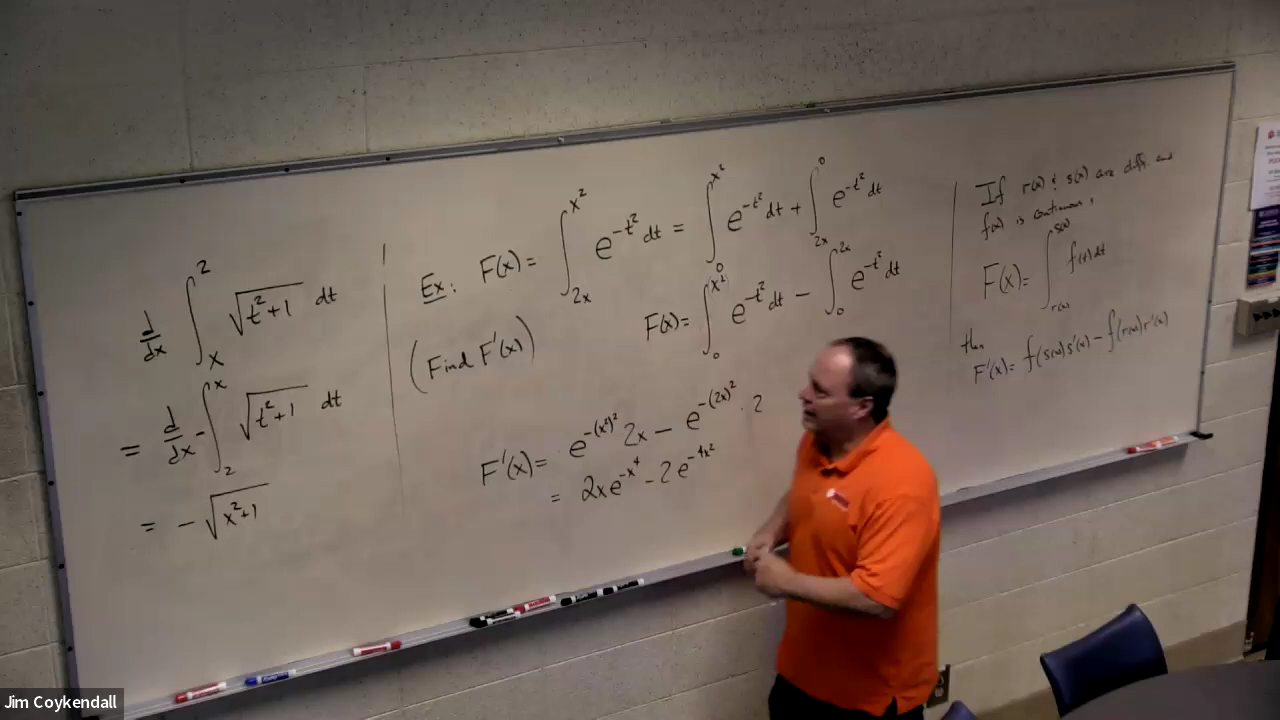 d/dx ∫_x^2 √(t²+1) dt
= d/dx - ∫_2^x √(t²+1) dt
= -√(x²+1)
Ex: F(x) = ∫_{2x}^{x²} e^{-t²} dt = ∫_0^{x²} e^{-t²} dt + ∫_{2x}^0 e^{-t²} dt
(Find F'(x))
F(x) = ∫_0^{x²} e^{-t²} dt - ∫_0^{2x} e^{-t²} dt
F'(x) = e^{-(x²)²} 2x - e^{-(2x)²} · 2
= 2xe^{-x⁴} - 2e^{-4x²}
If r(x) & s(x) are diff. and
f(x) is continuous,
F(x) = ∫_{r(x)}^{s(x)} f(t) dt
then
F'(x) = f(s(x))s'(x) - f(r(x))r'(x)
Jim Coykendall